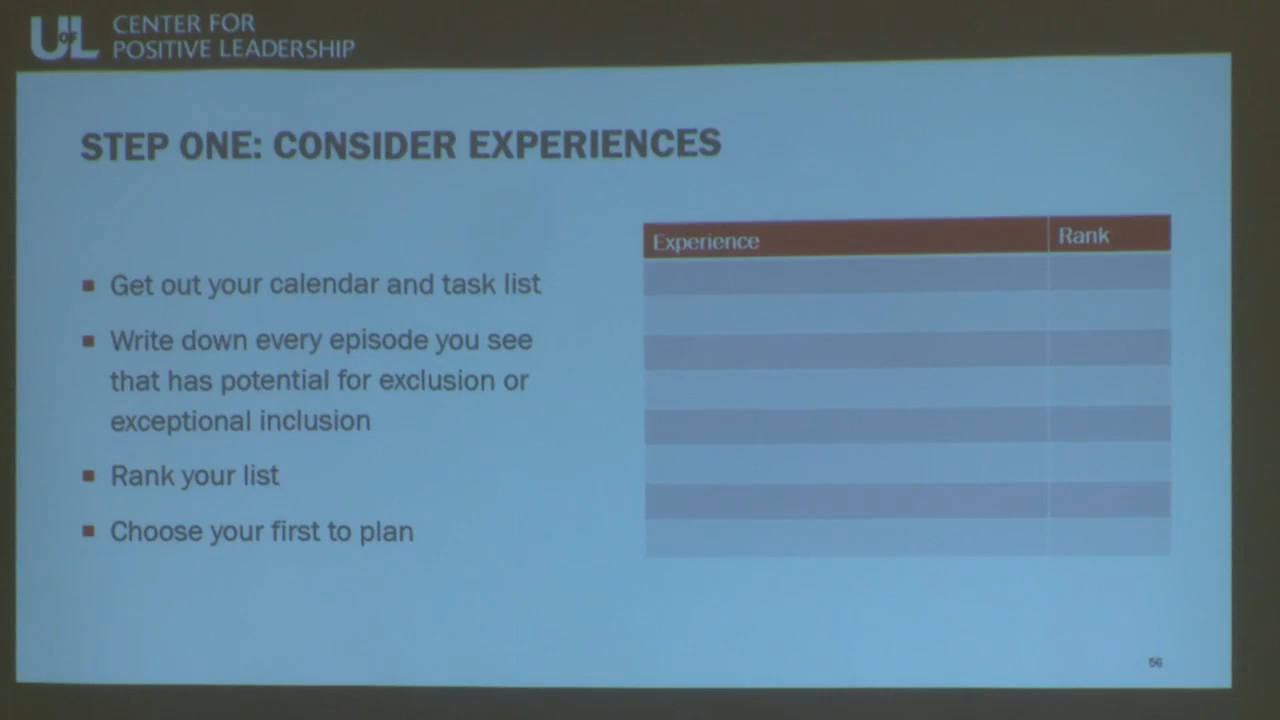 UofL
CENTER FOR
POSITIVE LEADERSHIP
STEP ONE: CONSIDER EXPERIENCES
Get out your calendar and task list
Write down every episode you see
that has potential for exclusion or
exceptional inclusion
Rank your list
Choose your first to plan
Experience Rank
56